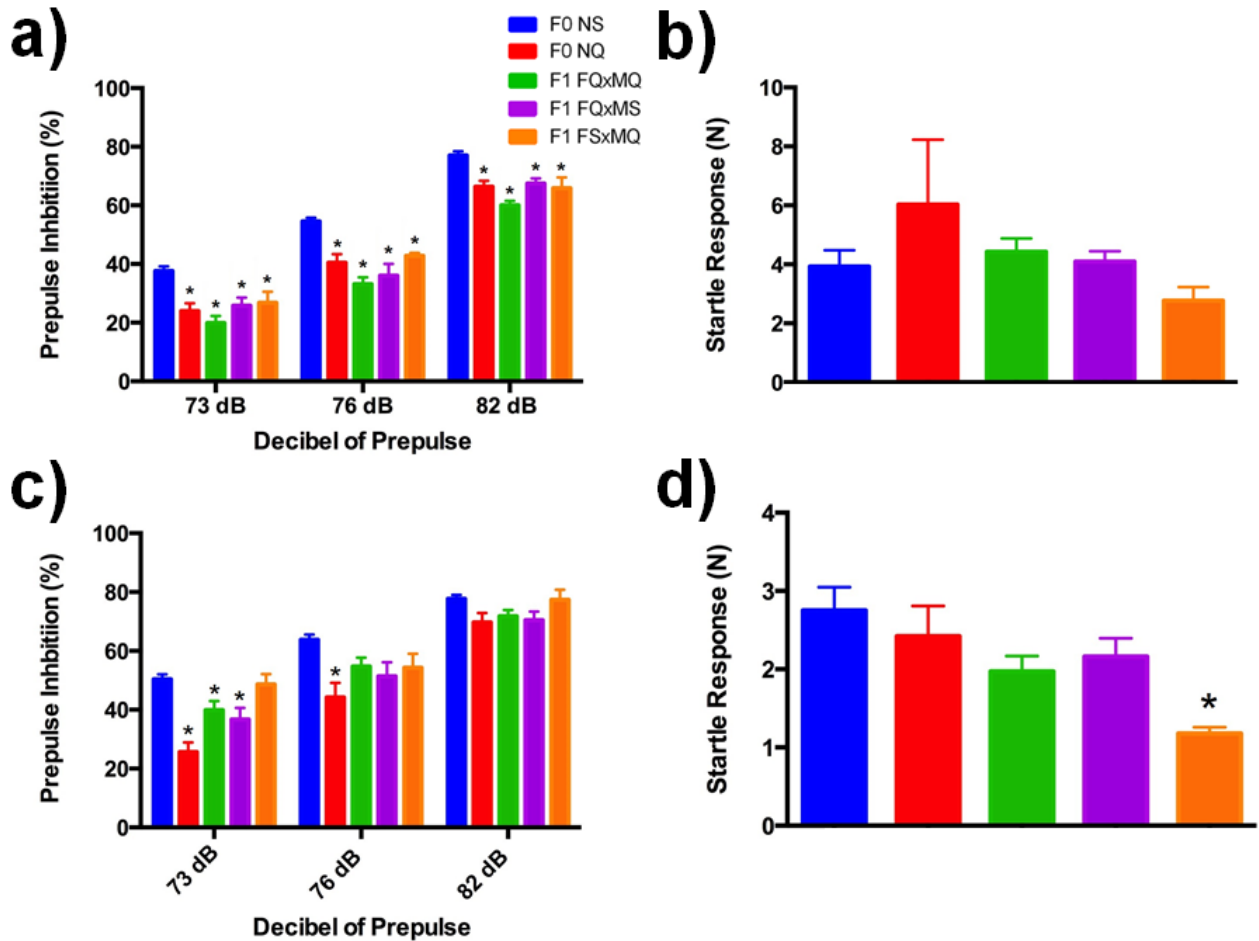 a)
F0 NS
F0 NQ
F1 FQxMQ
F1 FQxMS
F1 FSxMQ
Prepulse Inhbitiion (%)
100
80
60
40
20
0
* * * *
* * * *
* * * *
73 dB 76 dB 82 dB
Decibel of Prepulse
b)
Startle Response (N)
10
8
6
4
2
0
c)
Prepulse Inhbitiion (%)
100
80
60
40
20
0
* * *
*
73 dB 76 dB 82 dB
Decibel of Prepulse
d)
Startle Response (N)
4
3
2
1
0
*